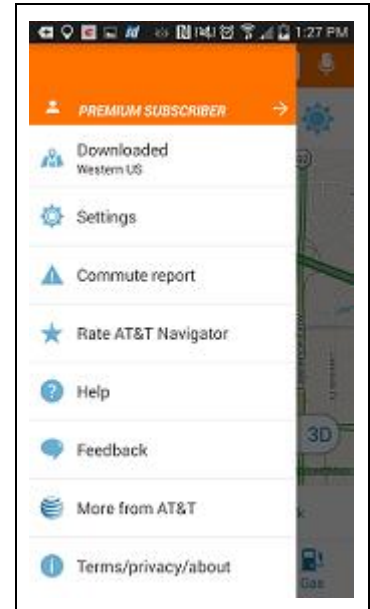 1:27 PM
PREMIUM SUBSCRIBER
Downloaded
Western US
Settings
Commute report
Rate AT&T Navigator
Help
3D
Feedback
More from AT&T
Terms/privacy/about
Gas